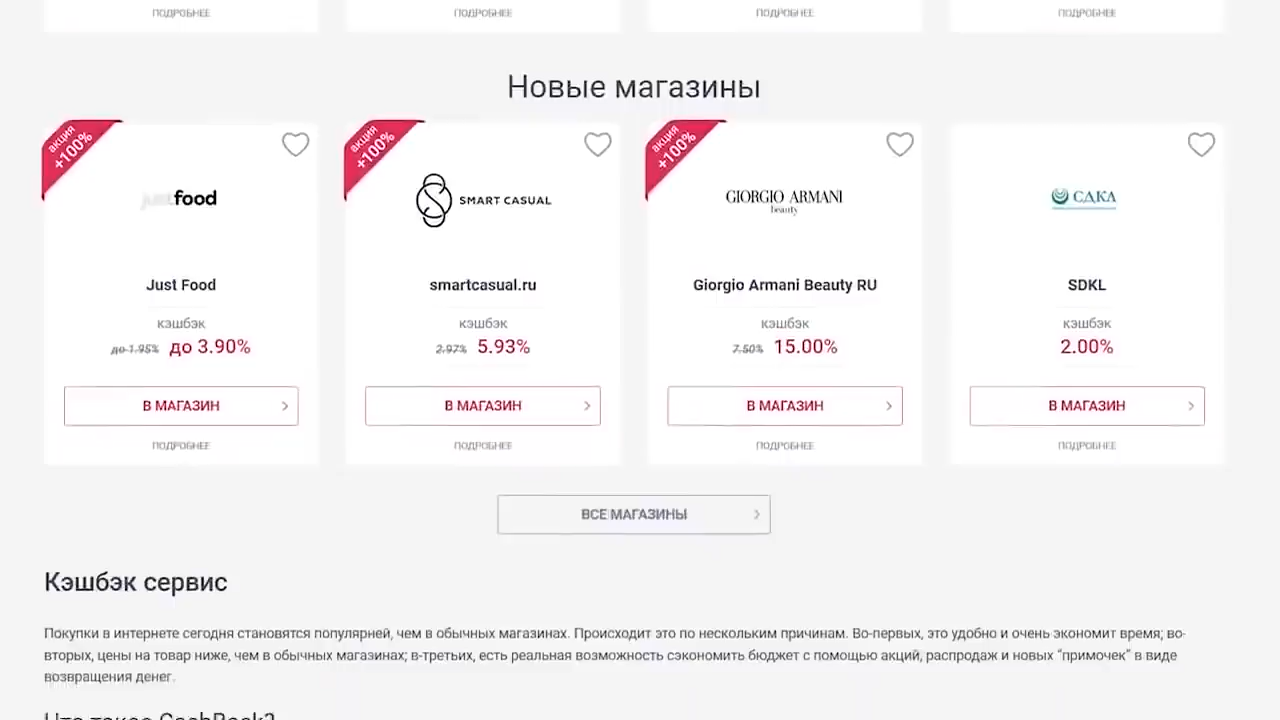 ПОДРОБНЕЕ ПОДРОБНЕЕ ПОДРОБНЕЕ ПОДРОБНЕЕ
Новые магазины
акция +100% акция +100% акция +100%
justfood SMART CASUAL GIORGIO ARMANI beauty СДКЛ
Just Food smartcasual.ru Giorgio Armani Beauty RU SDKL
кэшбэк кэшбэк кэшбэк кэшбэк
до 1.95% до 3.90% 2.97% 5.93% 7.50% 15.00% 2.00%
В МАГАЗИН В МАГАЗИН В МАГАЗИН В МАГАЗИН
ПОДРОБНЕЕ ПОДРОБНЕЕ ПОДРОБНЕЕ ПОДРОБНЕЕ
ВСЕ МАГАЗИНЫ
Кэшбэк сервис
Покупки в интернете сегодня становятся популярней, чем в обычных магазинах. Происходит это по нескольким причинам. Во-первых, это удобно и очень экономит время; во-
вторых, цены на товар ниже, чем в обычных магазинах; в-третьих, есть реальная возможность сэкономить бюджет с помощью акций, распродаж и новых “примочек” в виде
возвращения денег.
Что такое CashBack?